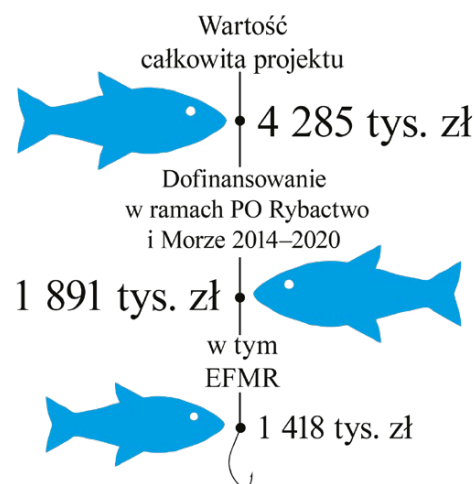 Wartość
całkowita projektu
4 285 tys. zł
Dofinansowanie
w ramach PO Rybactwo
i Morze 2014–2020
1 891 tys. zł
w tym
EFMR
1 418 tys. zł